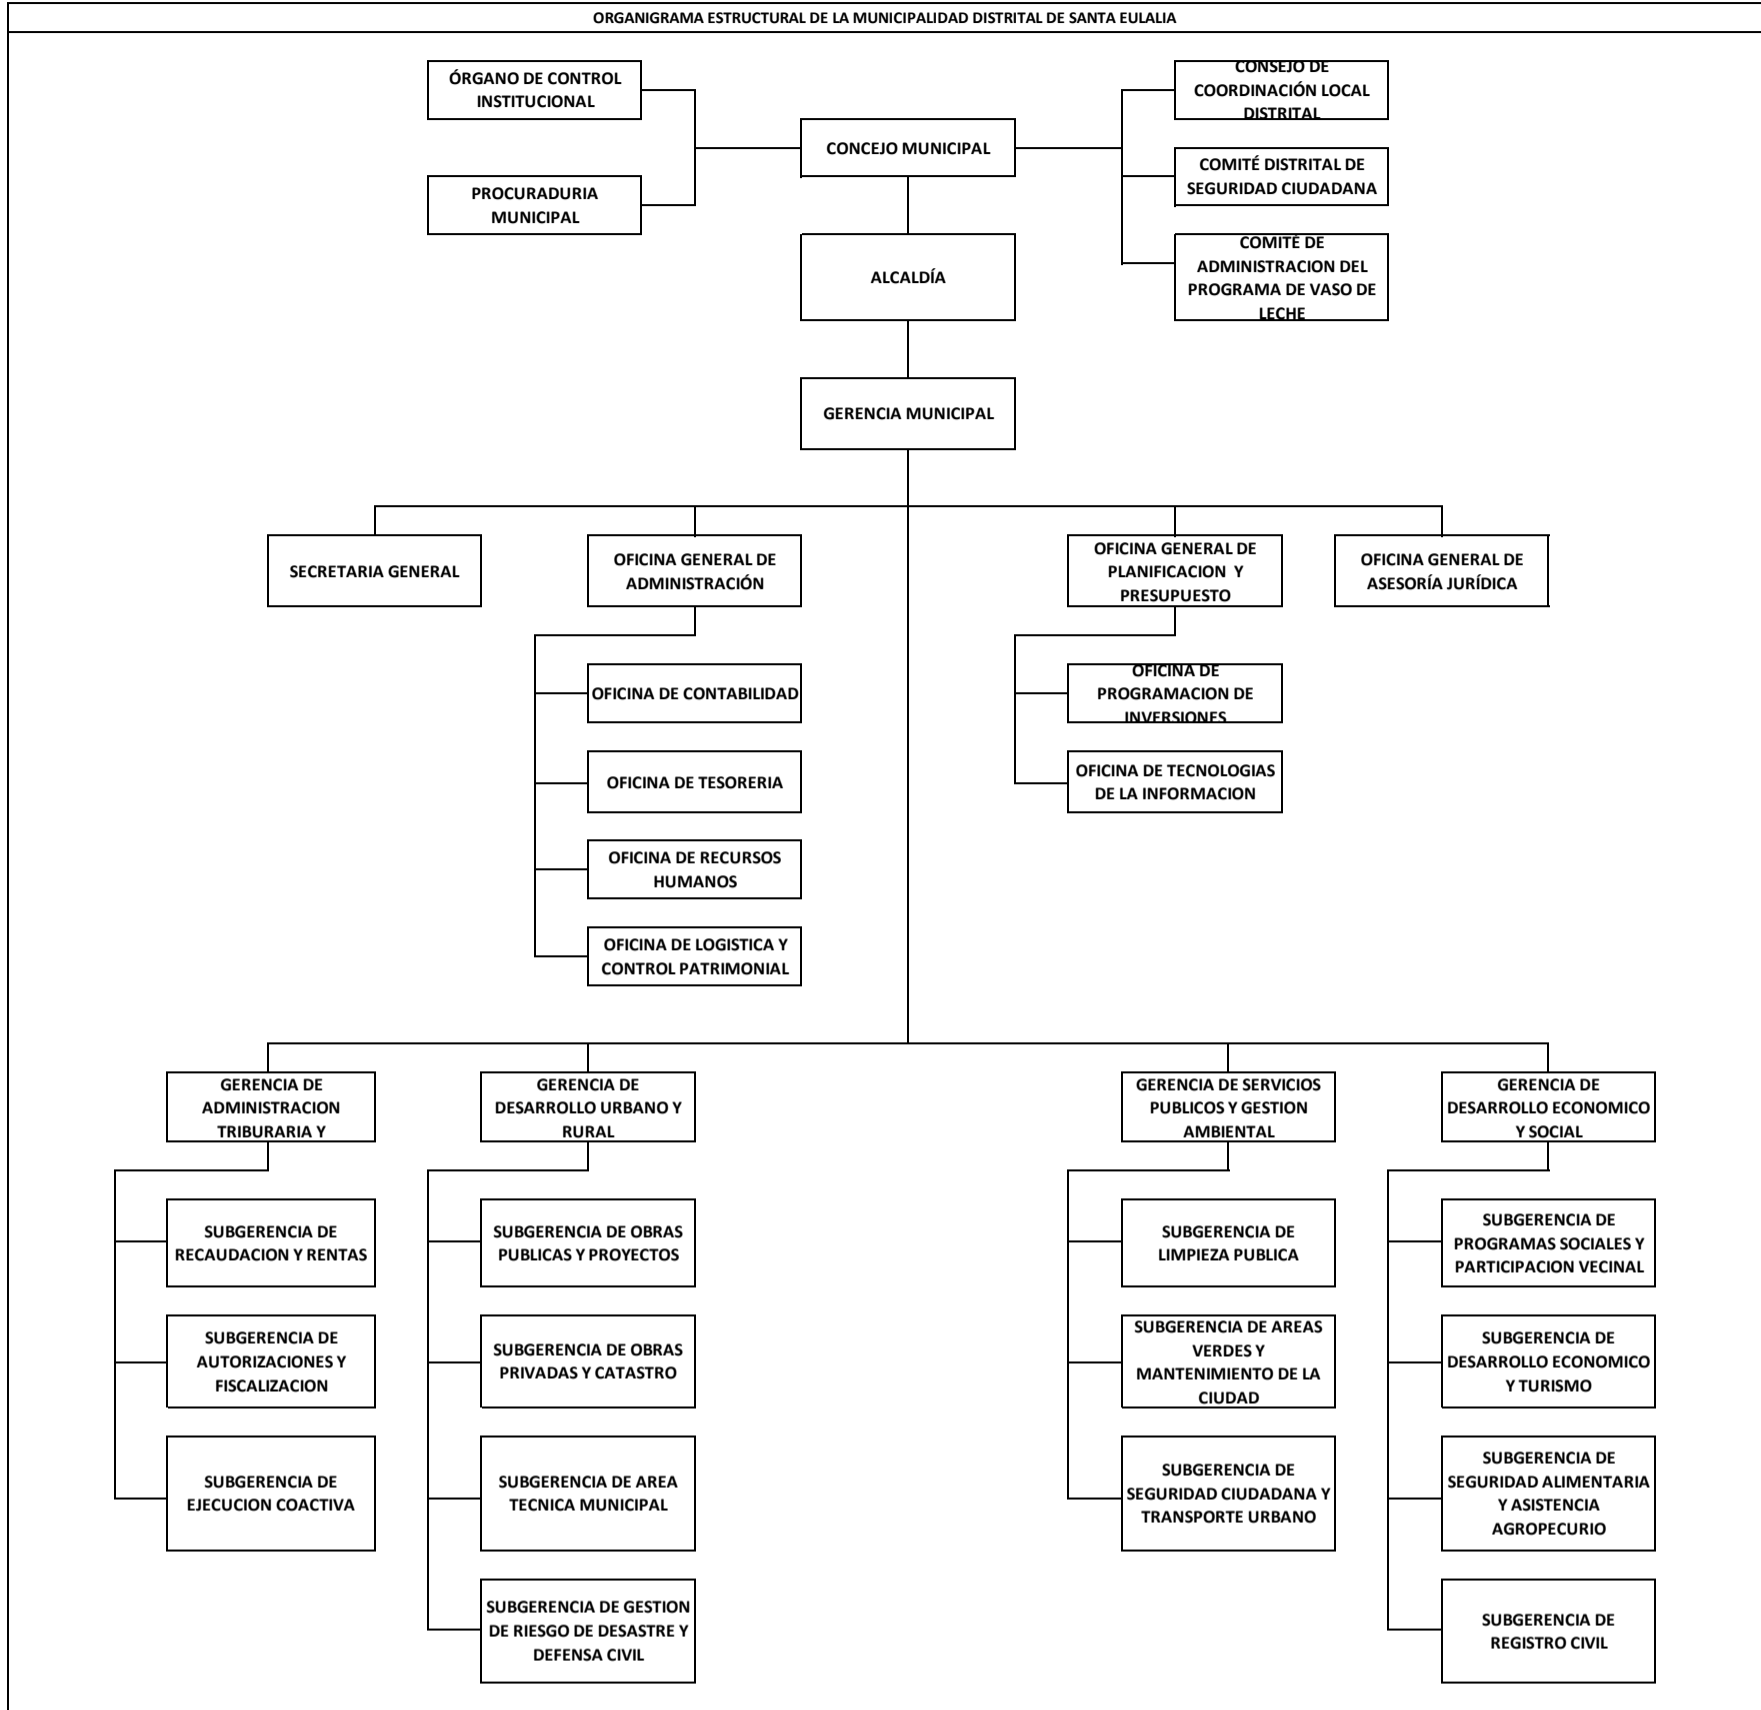 ORGANIGRAMA ESTRUCTURAL DE LA MUNICIPALIDAD DISTRITAL DE SANTA EULALIA
ÓRGANO DE CONTROL
INSTITUCIONAL
CONSEJO DE
COORDINACIÓN LOCAL
DISTRITAL
CONCEJO MUNICIPAL
PROCURADURIA
MUNICIPAL
COMITÉ DISTRITAL DE
SEGURIDAD CIUDADANA
ALCALDÍA
COMITÉ DE
ADMINISTRACION DEL
PROGRAMA DE VASO DE
LECHE
GERENCIA MUNICIPAL
SECRETARIA GENERAL
OFICINA GENERAL DE
ADMINISTRACIÓN
OFICINA GENERAL DE
PLANIFICACION Y
PRESUPUESTO
OFICINA GENERAL DE
ASESORÍA JURÍDICA
OFICINA DE CONTABILIDAD
OFICINA DE TESORERIA
OFICINA DE RECURSOS
HUMANOS
OFICINA DE LOGISTICA Y
CONTROL PATRIMONIAL
OFICINA DE
PROGRAMACION DE
INVERSIONES
OFICINA DE TECNOLOGIAS
DE LA INFORMACION
GERENCIA DE
ADMINISTRACION
TRIBURARIA Y
SUBGERENCIA DE
RECAUDACION Y RENTAS
SUBGERENCIA DE
AUTORIZACIONES Y
FISCALIZACION
SUBGERENCIA DE
EJECUCION COACTIVA
GERENCIA DE
DESARROLLO URBANO Y
RURAL
SUBGERENCIA DE OBRAS
PUBLICAS Y PROYECTOS
SUBGERENCIA DE OBRAS
PRIVADAS Y CATASTRO
SUBGERENCIA DE AREA
TECNICA MUNICIPAL
SUBGERENCIA DE GESTION
DE RIESGO DE DESASTRE Y
DEFENSA CIVIL
GERENCIA DE SERVICIOS
PUBLICOS Y GESTION
AMBIENTAL
SUBGERENCIA DE
LIMPIEZA PUBLICA
SUBGERENCIA DE AREAS
VERDES Y
MANTENIMIENTO DE LA
CIUDAD
SUBGERENCIA DE
SEGURIDAD CIUDADANA Y
TRANSPORTE URBANO
GERENCIA DE
DESARROLLO ECONOMICO
Y SOCIAL
SUBGERENCIA DE
PROGRAMAS SOCIALES Y
PARTICIPACION VECINAL
SUBGERENCIA DE
DESARROLLO ECONOMICO
Y TURISMO
SUBGERENCIA DE
SEGURIDAD ALIMENTARIA
Y ASISTENCIA
AGROPECURIO
SUBGERENCIA DE
REGISTRO CIVIL